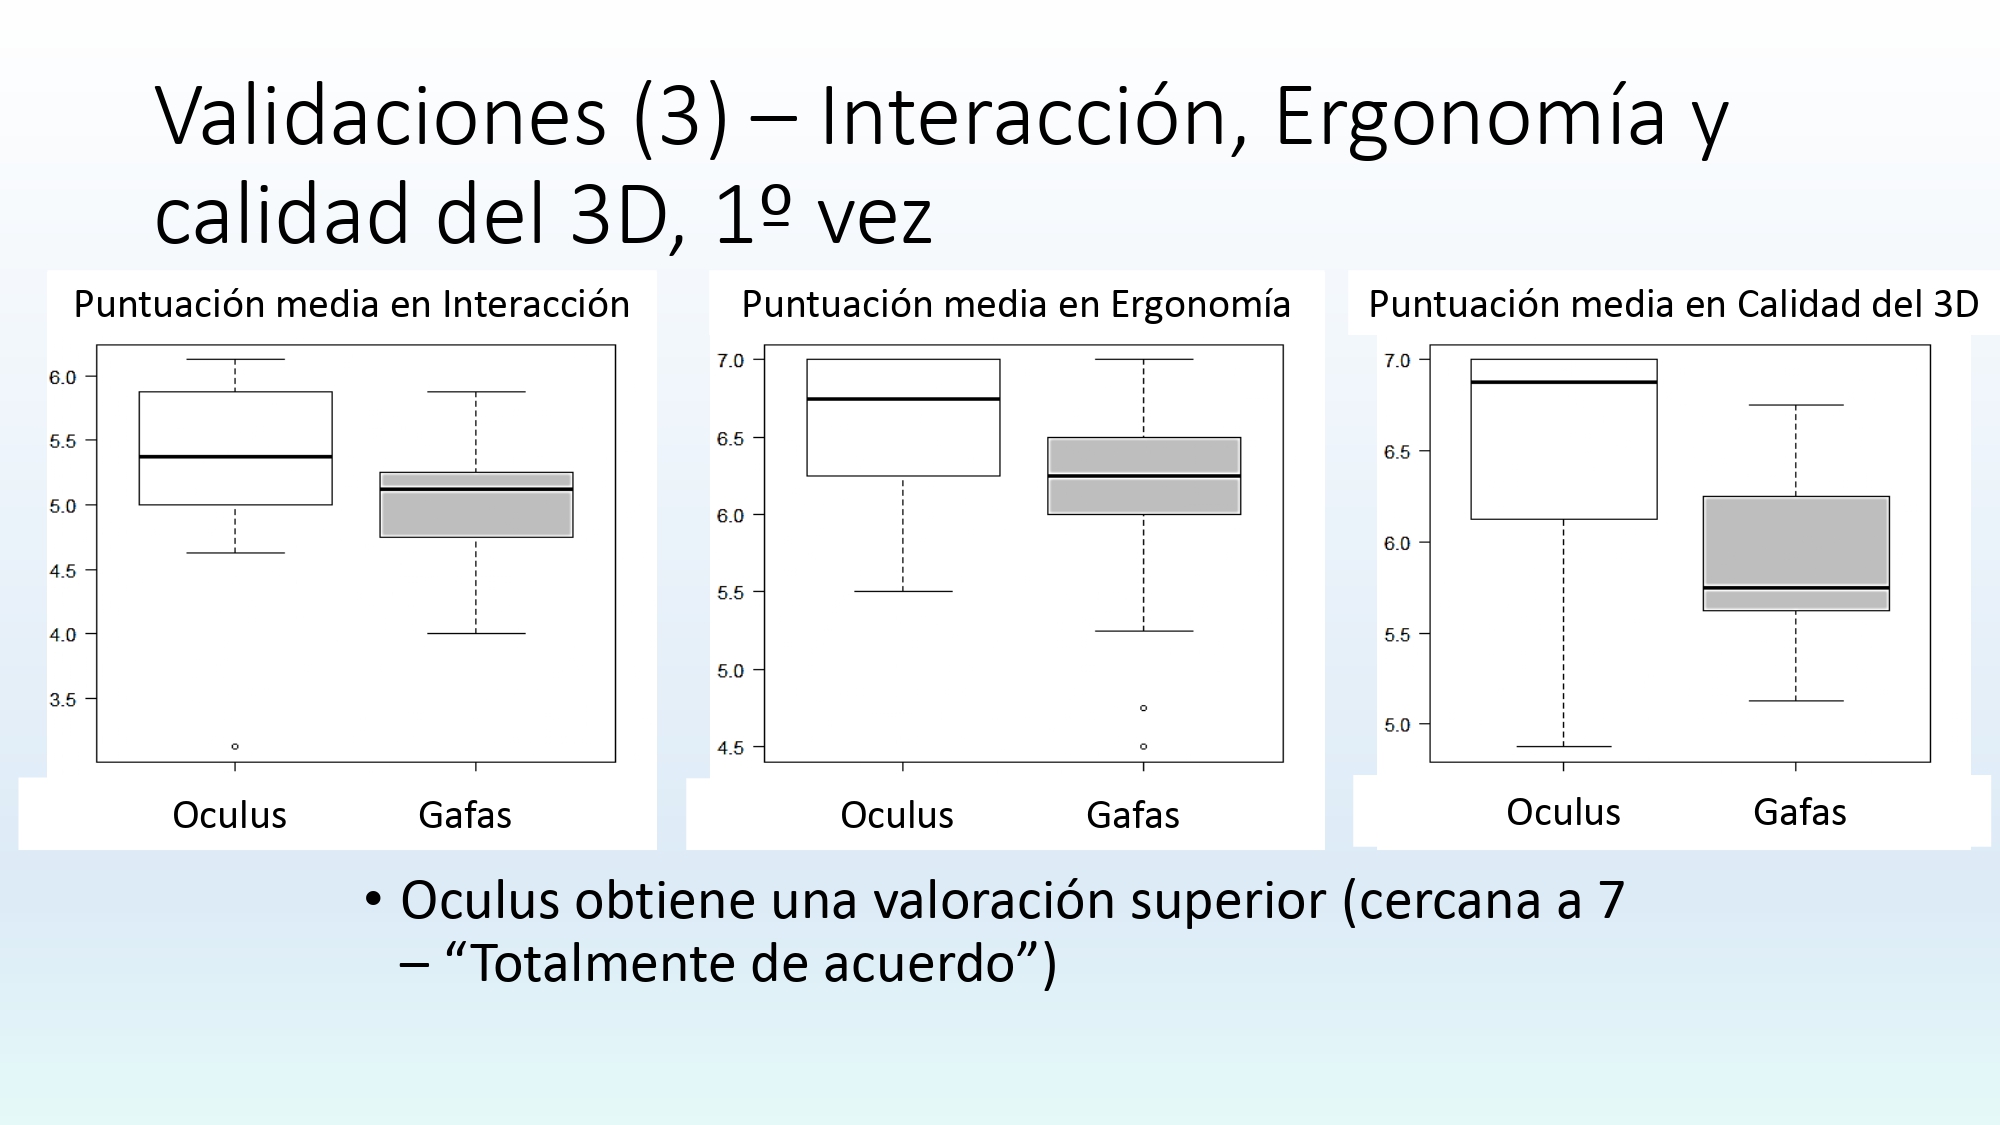 Validaciones (3) – Interacción, Ergonomía y
calidad del 3D, 1º vez
Puntuación media en Interacción
6.0
5.5
5.0
4.5
4.0
3.5
Oculus
Gafas
Puntuación media en Ergonomía
7.0
6.5
6.0
5.5
5.0
4.5
Oculus
Gafas
Puntuación media en Calidad del 3D
7.0
6.5
6.0
5.5
5.0
Oculus
Gafas
• Oculus obtiene una valoración superior (cercana a 7
– “Totalmente de acuerdo”)